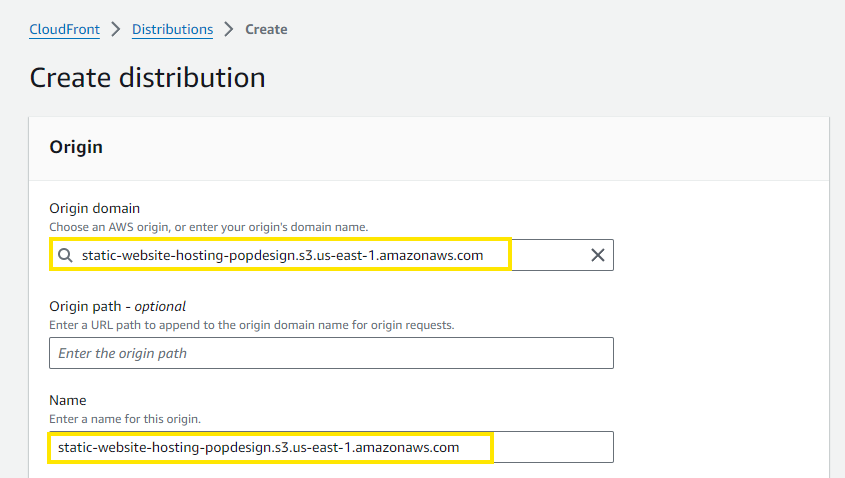 CloudFront > Distributions > Create
Create distribution
Origin
Origin domain
Choose an AWS origin, or enter your origin's domain name.
static-website-hosting-popdesign.s3.us-east-1.amazonaws.com
Origin path - optional
Enter a URL path to append to the origin domain name for origin requests.
Enter the origin path
Name
Enter a name for this origin.
static-website-hosting-popdesign.s3.us-east-1.amazonaws.com